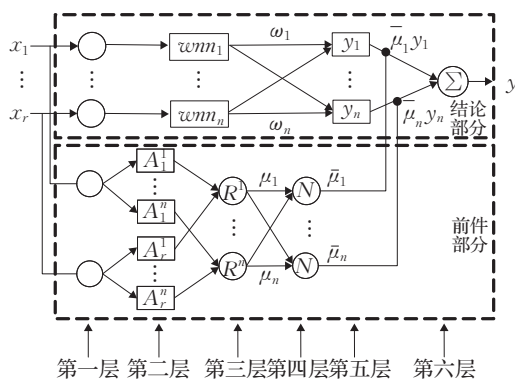 x₁ wnn₁ ω₁ y₁ μ̄₁y₁
⋮ ⋮ ⋮ ∑ y
xᵣ wnnₙ ωₙ yₙ μ̄ₙyₙ
结论
部分
A₁¹ R¹ μ₁ N μ̄₁
⋮
A₁ⁿ
⋮ ⋮
前件
部分
Aᵣ¹
⋮
Aᵣⁿ Rⁿ μₙ N μ̄ₙ
第一层 第二层 第三层 第四层 第五层 第六层